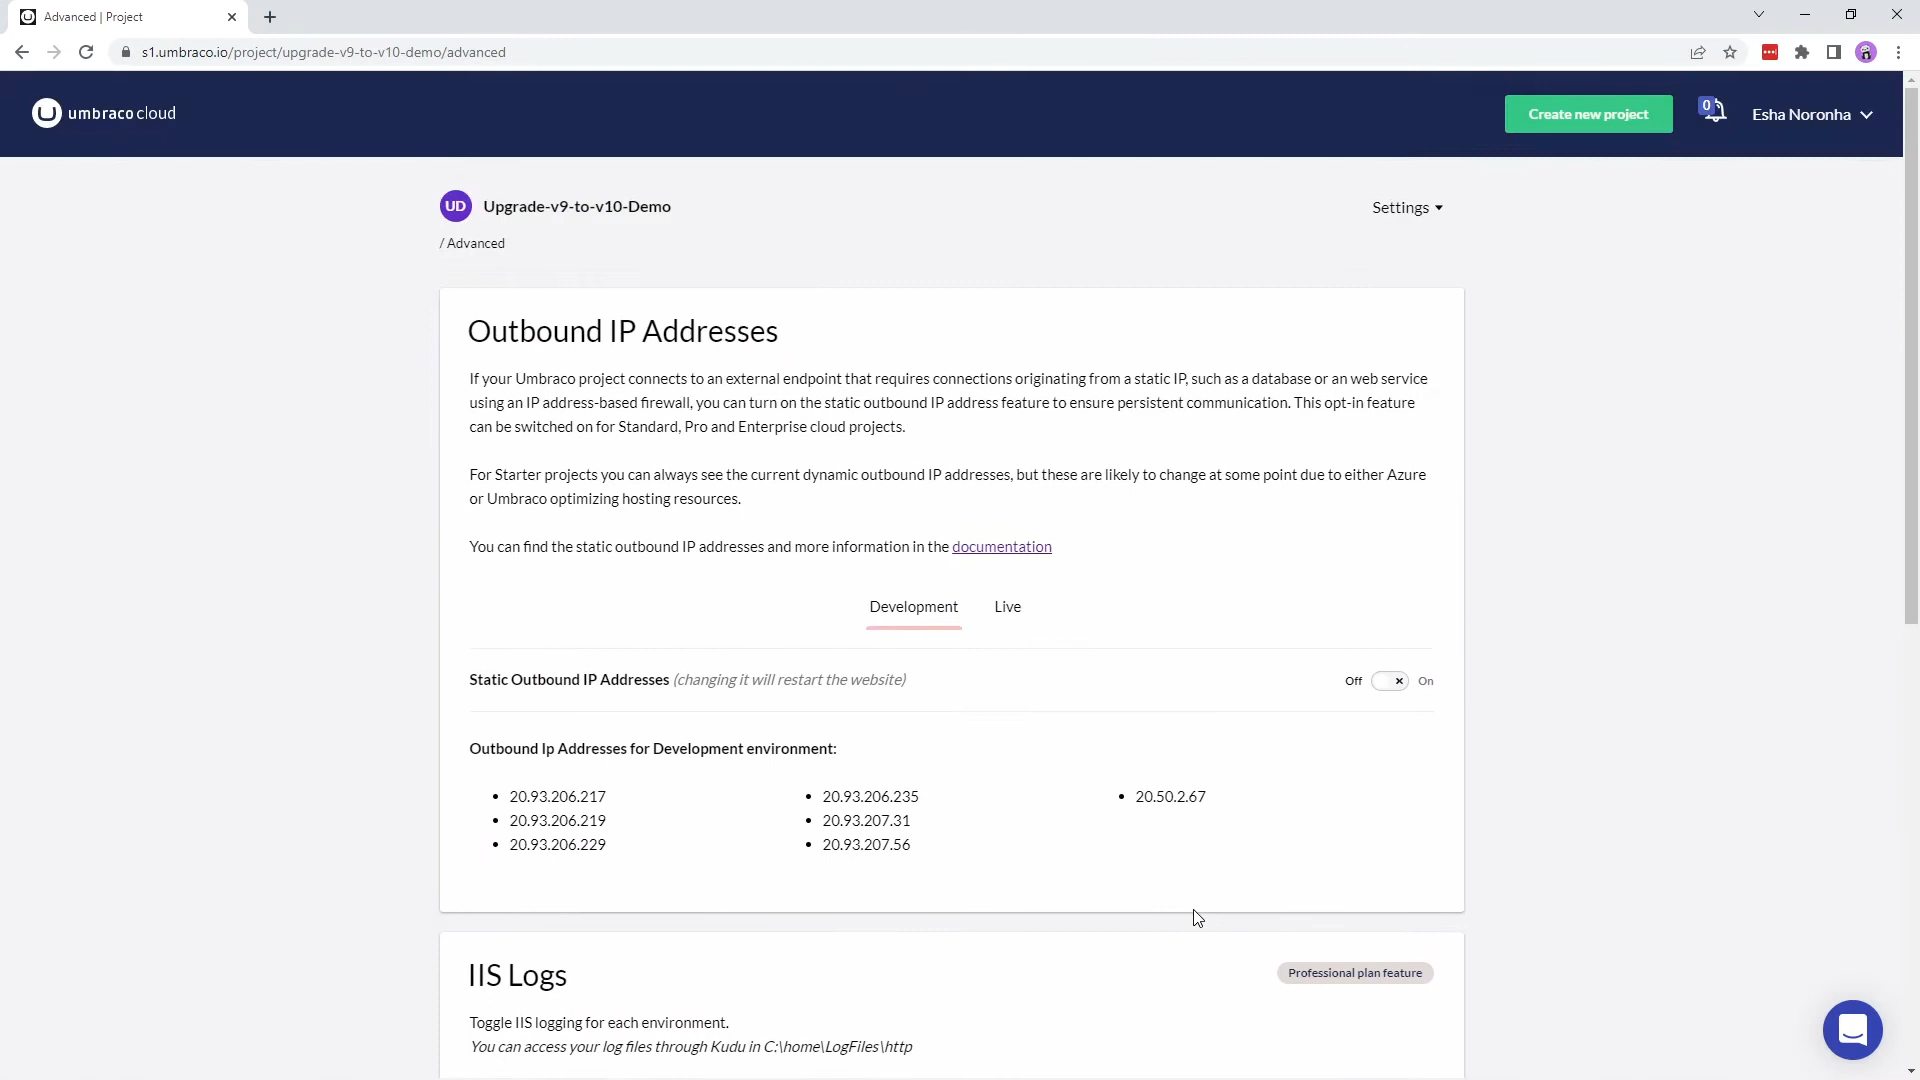 Advanced | Project
s1.umbraco.io/project/upgrade-v9-to-v10-demo/advanced
umbraco cloud
Create new project
0
Esha Noronha
UD
Upgrade-v9-to-v10-Demo
Settings
/ Advanced
Outbound IP Addresses
If your Umbraco project connects to an external endpoint that requires connections originating from a static IP, such as a database or an web service
using an IP address-based firewall, you can turn on the static outbound IP address feature to ensure persistent communication. This opt-in feature
can be switched on for Standard, Pro and Enterprise cloud projects.
For Starter projects you can always see the current dynamic outbound IP addresses, but these are likely to change at some point due to either Azure
or Umbraco optimizing hosting resources.
You can find the static outbound IP addresses and more information in the documentation
Development
Live
Static Outbound IP Addresses (changing it will restart the website)
Off
On
Outbound Ip Addresses for Development environment:
• 20.93.206.217
• 20.93.206.219
• 20.93.206.229
• 20.93.206.235
• 20.93.207.31
• 20.93.207.56
• 20.50.2.67
IIS Logs
Professional plan feature
Toggle IIS logging for each environment.
You can access your log files through Kudu in C:\home\LogFiles\http